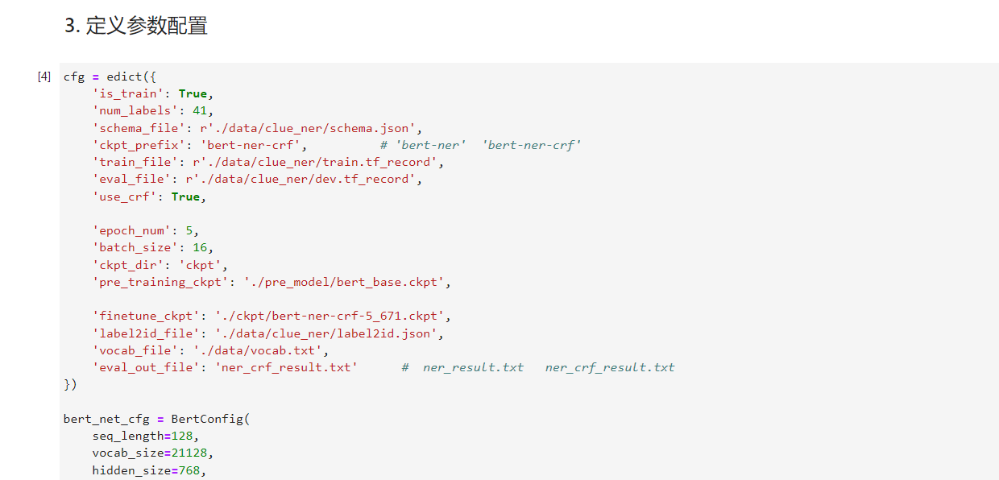 3. 定义参数配置
[4] cfg = edict({
    'is_train': True,
    'num_labels': 41,
    'schema_file': r'./data/clue_ner/schema.json',
    'ckpt_prefix': 'bert-ner-crf',          # 'bert-ner'  'bert-ner-crf'
    'train_file': r'./data/clue_ner/train.tf_record',
    'eval_file': r'./data/clue_ner/dev.tf_record',
    'use_crf': True,

    'epoch_num': 5,
    'batch_size': 16,
    'ckpt_dir': 'ckpt',
    'pre_training_ckpt': './pre_model/bert_base.ckpt',

    'finetune_ckpt': './ckpt/bert-ner-crf-5_671.ckpt',
    'label2id_file': './data/clue_ner/label2id.json',
    'vocab_file': './data/vocab.txt',
    'eval_out_file': 'ner_crf_result.txt'      #  ner_result.txt   ner_crf_result.txt
})

bert_net_cfg = BertConfig(
    seq_length=128,
    vocab_size=21128,
    hidden_size=768,